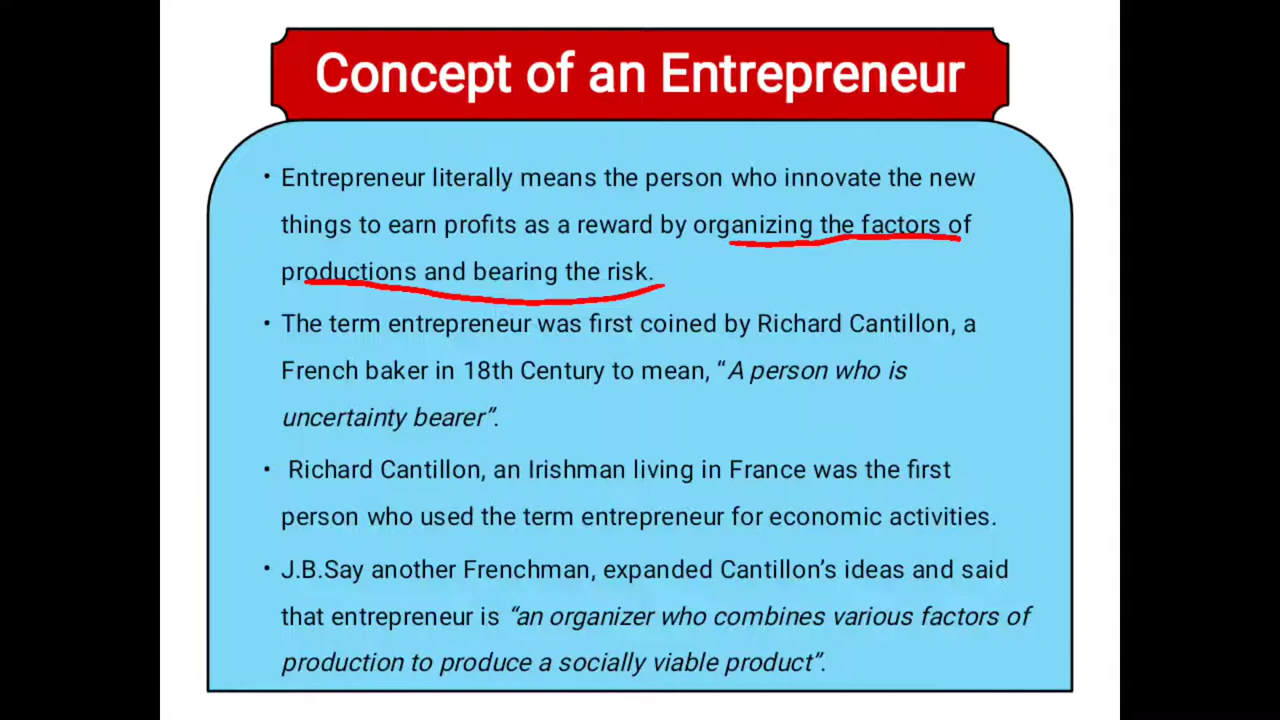 Concept of an Entrepreneur
• Entrepreneur literally means the person who innovate the new
things to earn profits as a reward by organizing the factors of
productions and bearing the risk.
• The term entrepreneur was first coined by Richard Cantillon, a
French baker in 18th Century to mean, “A person who is
uncertainty bearer”.
• Richard Cantillon, an Irishman living in France was the first
person who used the term entrepreneur for economic activities.
• J.B.Say another Frenchman, expanded Cantillon’s ideas and said
that entrepreneur is “an organizer who combines various factors of
production to produce a socially viable product”.